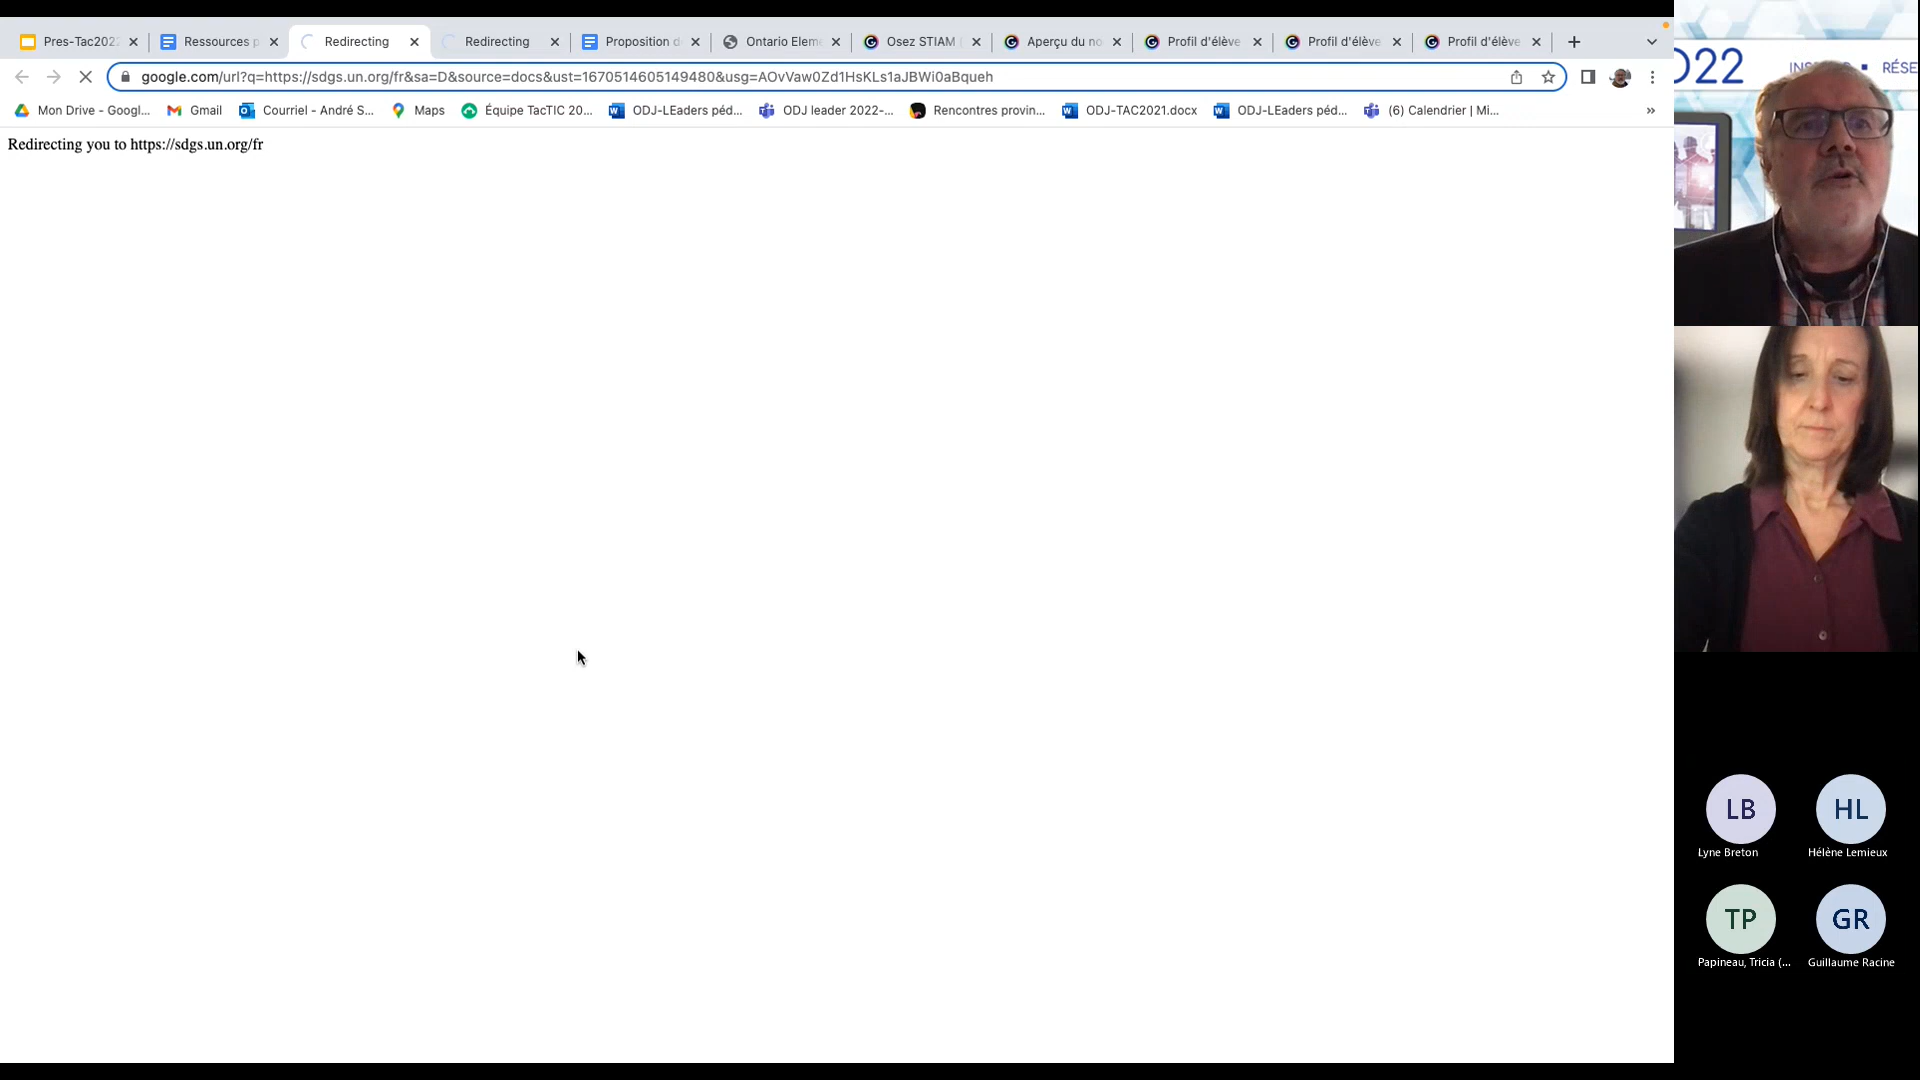 Pres-Tac202
Ressources p
Redirecting
Redirecting
Proposition d
Ontario Elem
Osez STIAM
Aperçu du no
Profil d'élève
Profil d'élève
Profil d'élève
google.com/url?q=https://sdgs.un.org/fr&sa=D&source=docs&ust=1670514605149480&usg=AOvVaw0Zd1HsKLs1aJBWi0aBqueh
Mon Drive - Googl...
Gmail
Courriel - André S...
Maps
Équipe TacTIC 20...
ODJ-LEaders péd...
ODJ leader 2022-...
Rencontres provin...
ODJ-TAC2021.docx
ODJ-LEaders péd...
(6) Calendrier | Mi...
Redirecting you to https://sdgs.un.org/fr
022
RÉSE
LB
Lyne Breton
HL
Hélène Lemieux
TP
Papineau, Tricia (...
GR
Guillaume Racine